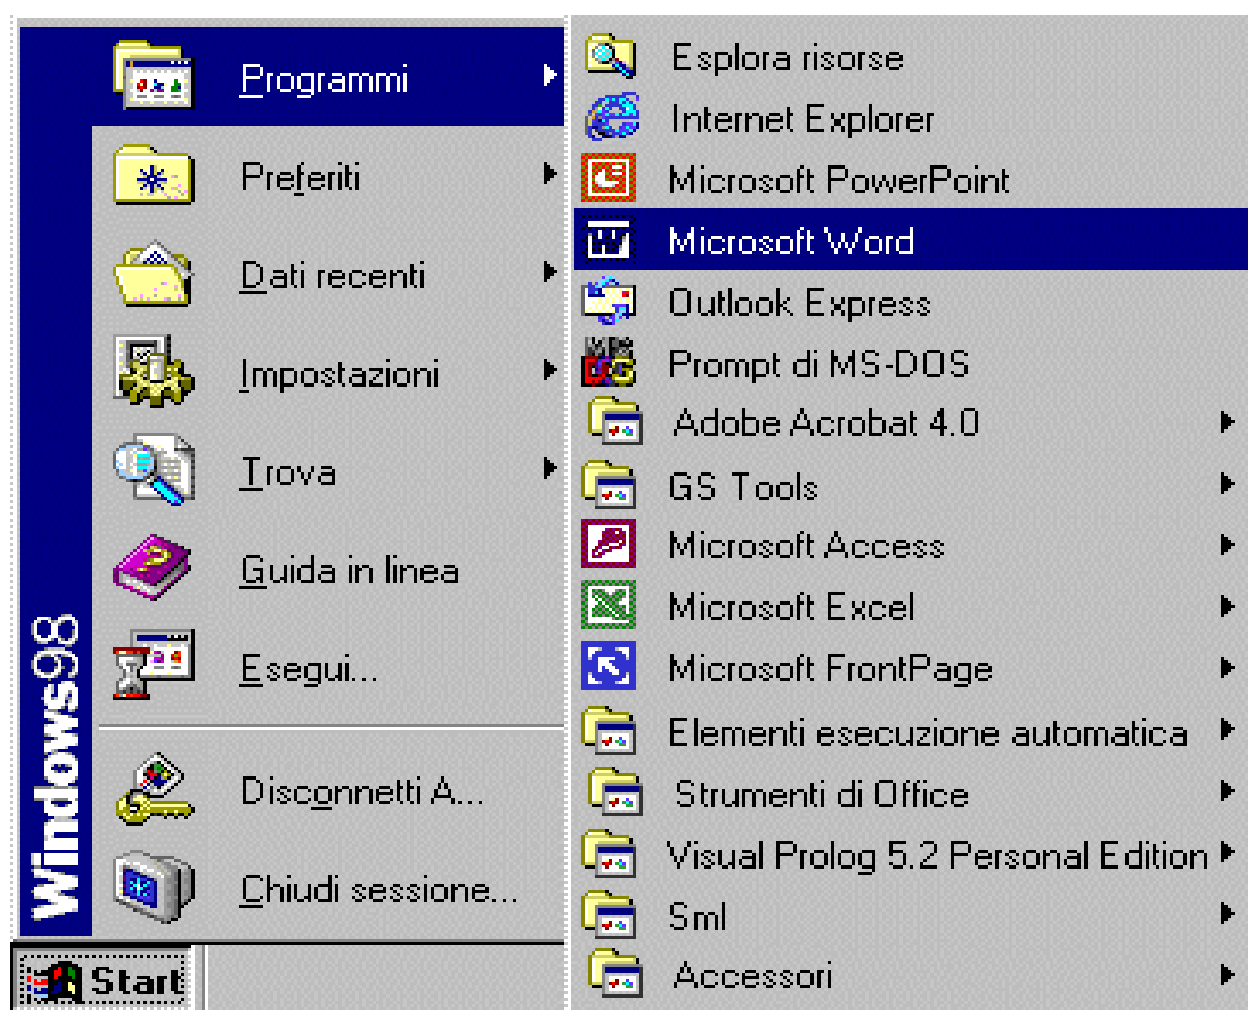 Programmi
Preferiti
Dati recenti
Impostazioni
Trova
Guida in linea
Esegui...
Disconnetti A...
Chiudi sessione...
Windows98
Start
Esplora risorse
Internet Explorer
Microsoft PowerPoint
Microsoft Word
Outlook Express
Prompt di MS-DOS
Adobe Acrobat 4.0
GS Tools
Microsoft Access
Microsoft Excel
Microsoft FrontPage
Elementi esecuzione automatica
Strumenti di Office
Visual Prolog 5.2 Personal Edition
Sml
Accessori